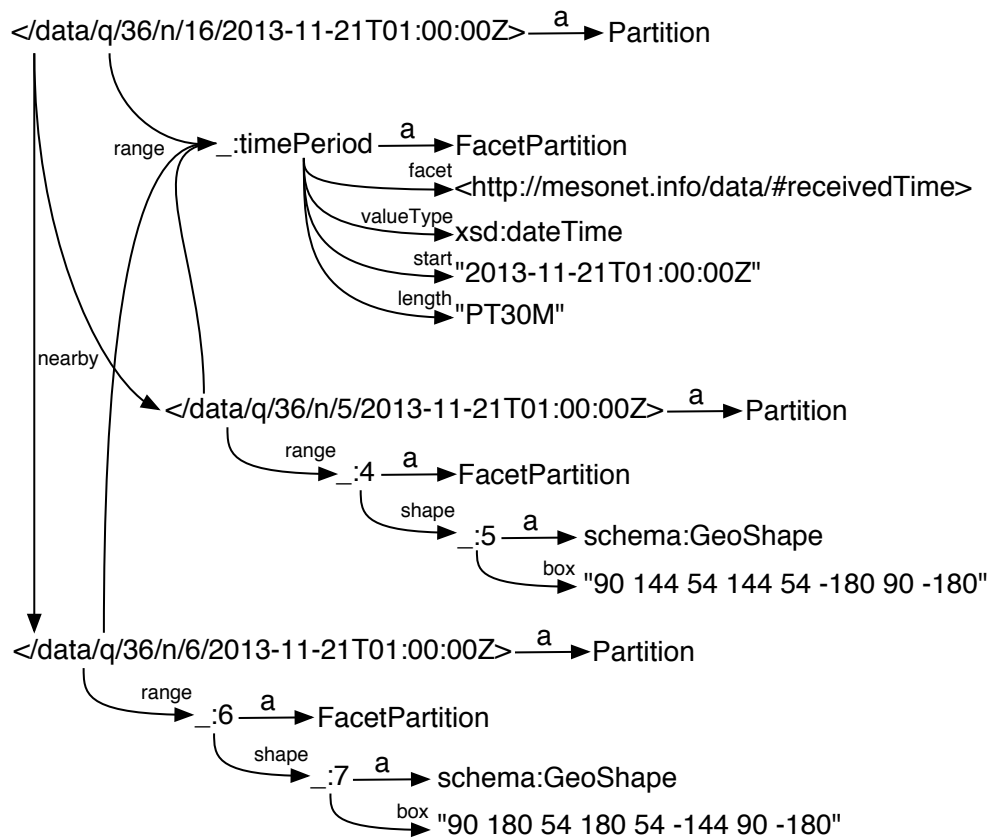 </data/q/36/n/16/2013-11-21T01:00:00Z> a Partition
range _:timePeriod a FacetPartition
facet <http://mesonet.info/data/#receivedTime>
valueType xsd:dateTime
start "2013-11-21T01:00:00Z"
length "PT30M"
nearby
</data/q/36/n/5/2013-11-21T01:00:00Z> a Partition
range _:4 a FacetPartition
shape _:5 a schema:GeoShape
box "90 144 54 144 54 -180 90 -180"
</data/q/36/n/6/2013-11-21T01:00:00Z> a Partition
range _:6 a FacetPartition
shape _:7 a schema:GeoShape
box "90 180 54 180 54 -144 90 -180"